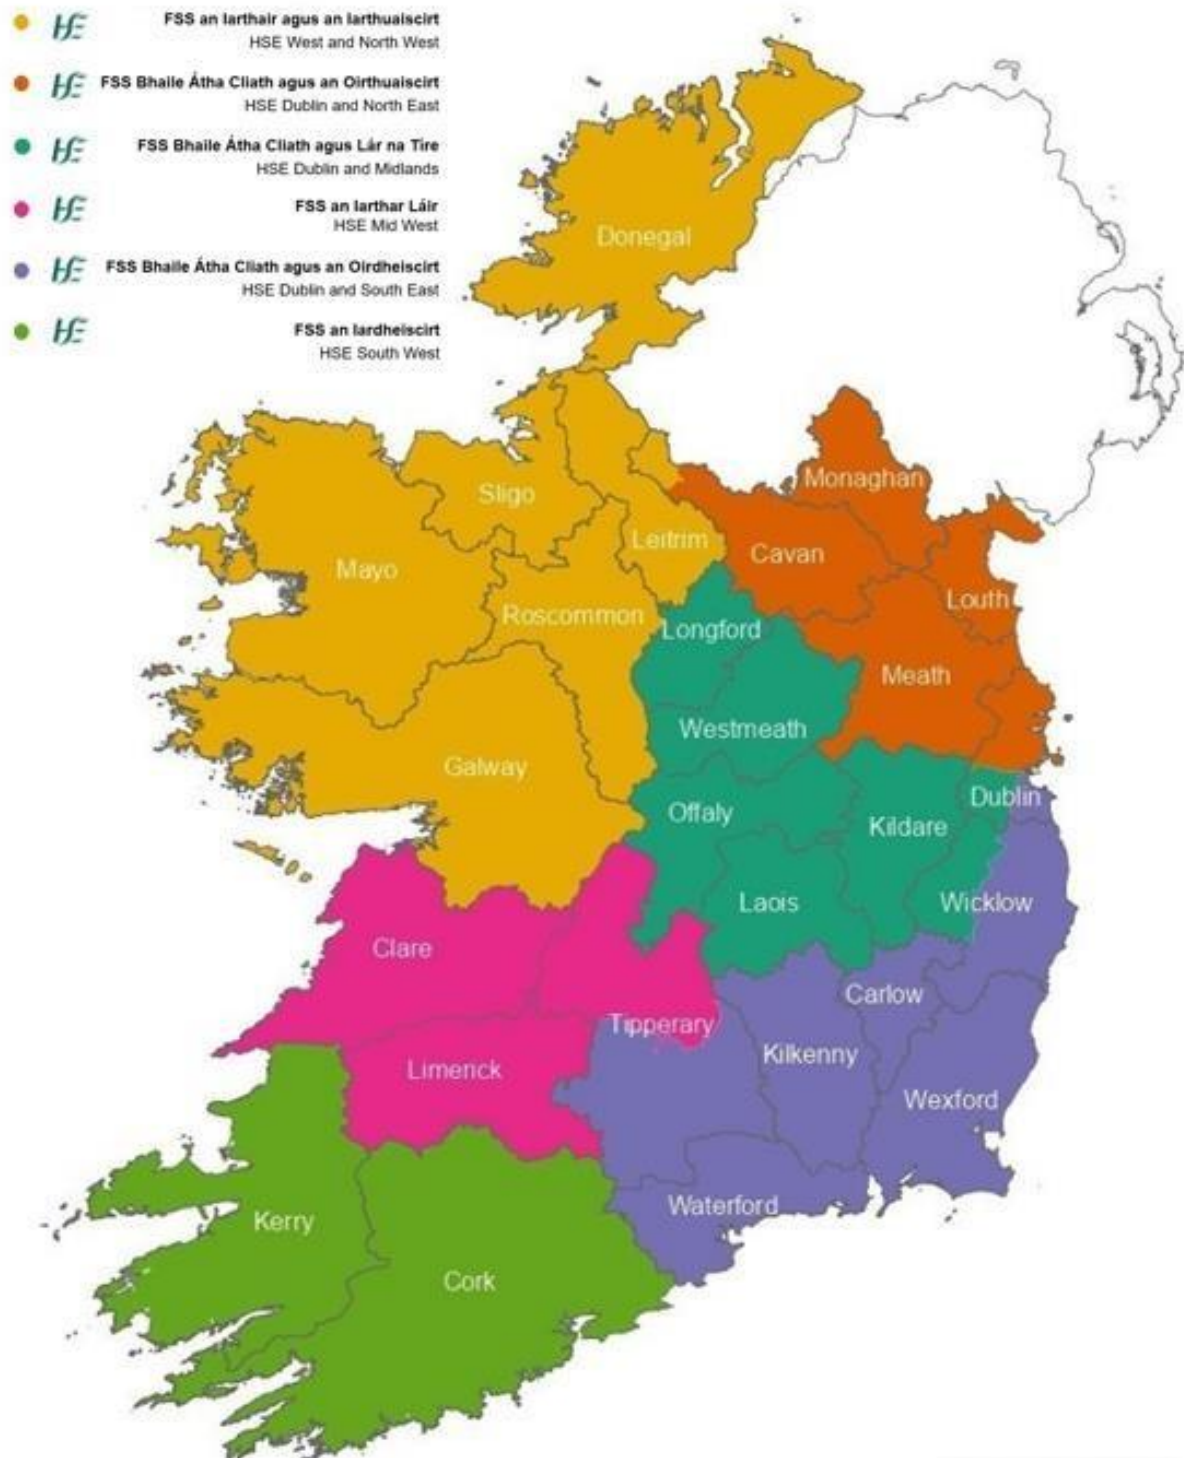 FSS an Iarthair agus an Iarthuaiscirt
HSE West and North West
FSS Bhaile Átha Cliath agus an Oirthuaiscirt
HSE Dublin and North East
FSS Bhaile Átha Cliath agus Lár na Tíre
HSE Dublin and Midlands
FSS an Iarthar Láir
HSE Mid West
FSS Bhaile Átha Cliath agus an Oirdheiscirt
HSE Dublin and South East
FSS an Iardheiscirt
HSE South West
Donegal
Monaghan
Sligo
Leitrim
Cavan
Mayo
Louth
Roscommon
Longford
Meath
Westmeath
Galway
Dublin
Offaly
Kildare
Laois
Wicklow
Clare
Carlow
Tipperary
Kilkenny
Limerick
Wexford
Waterford
Kerry
Cork